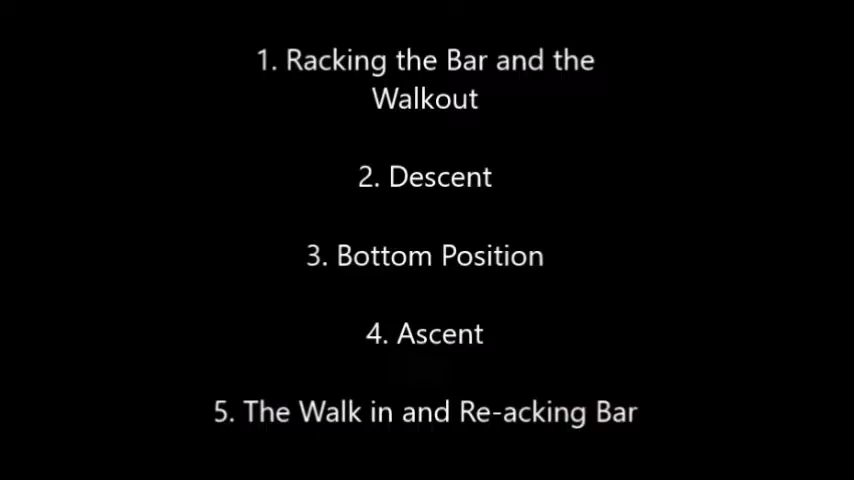 1. Racking the Bar and the
Walkout
2. Descent
3. Bottom Position
4. Ascent
5. The Walk in and Re-acking Bar